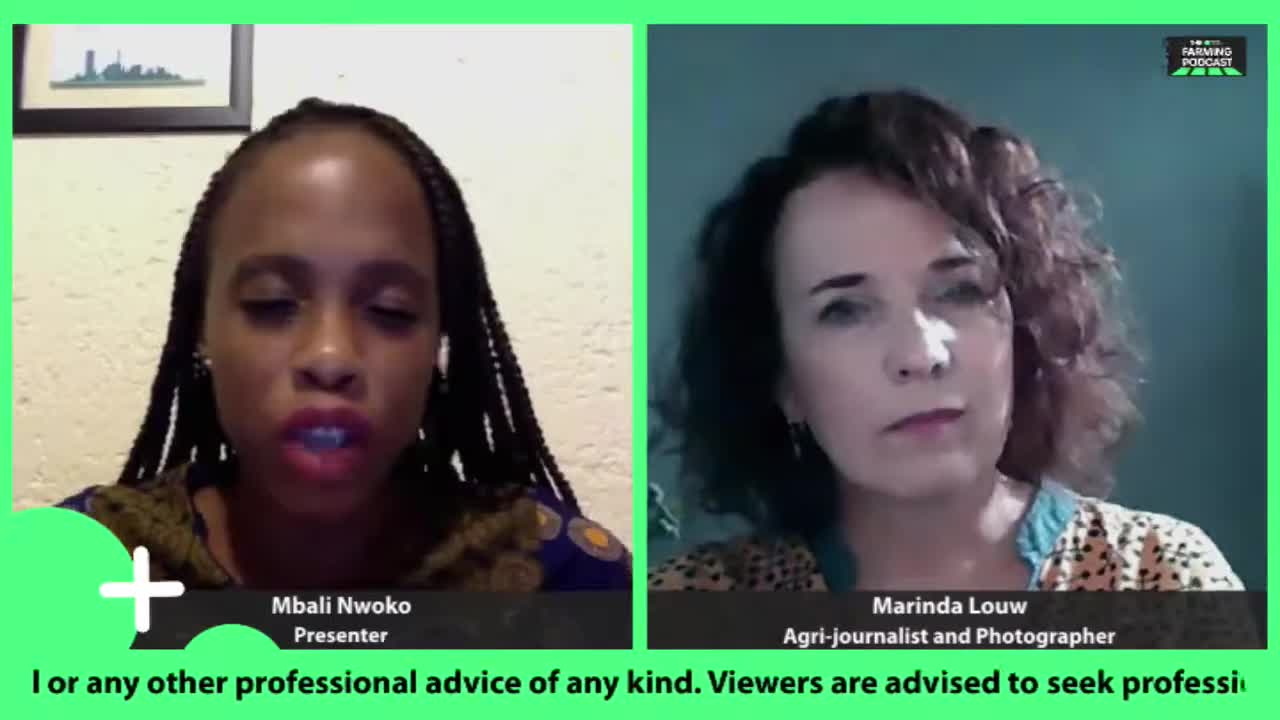 FARMING
PODCAST
Mbali Nwoko
Presenter
Marinda Louw
Agri-journalist and Photographer
l or any other professional advice of any kind. Viewers are advised to seek professi